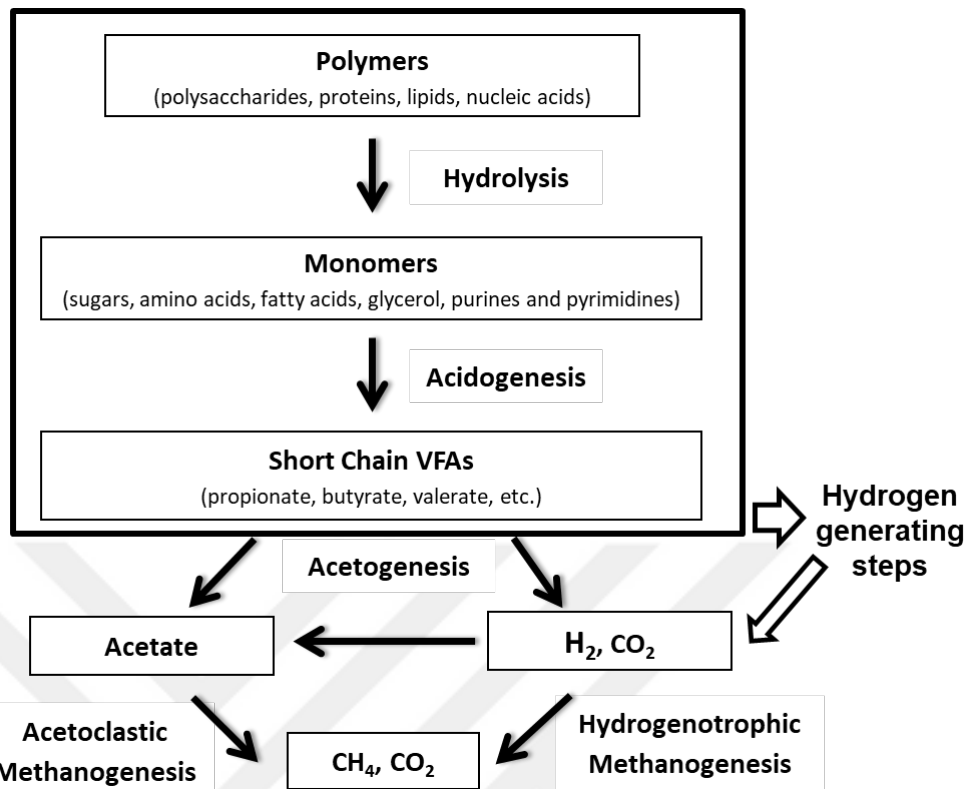 Polymers
(polysaccharides, proteins, lipids, nucleic acids)
Hydrolysis
Monomers
(sugars, amino acids, fatty acids, glycerol, purines and pyrimidines)
Acidogenesis
Short Chain VFAs
(propionate, butyrate, valerate, etc.)
Hydrogen
generating
steps
Acetogenesis
Acetate
H₂, CO₂
Acetoclastic
Methanogenesis
CH₄, CO₂
Hydrogenotrophic
Methanogenesis